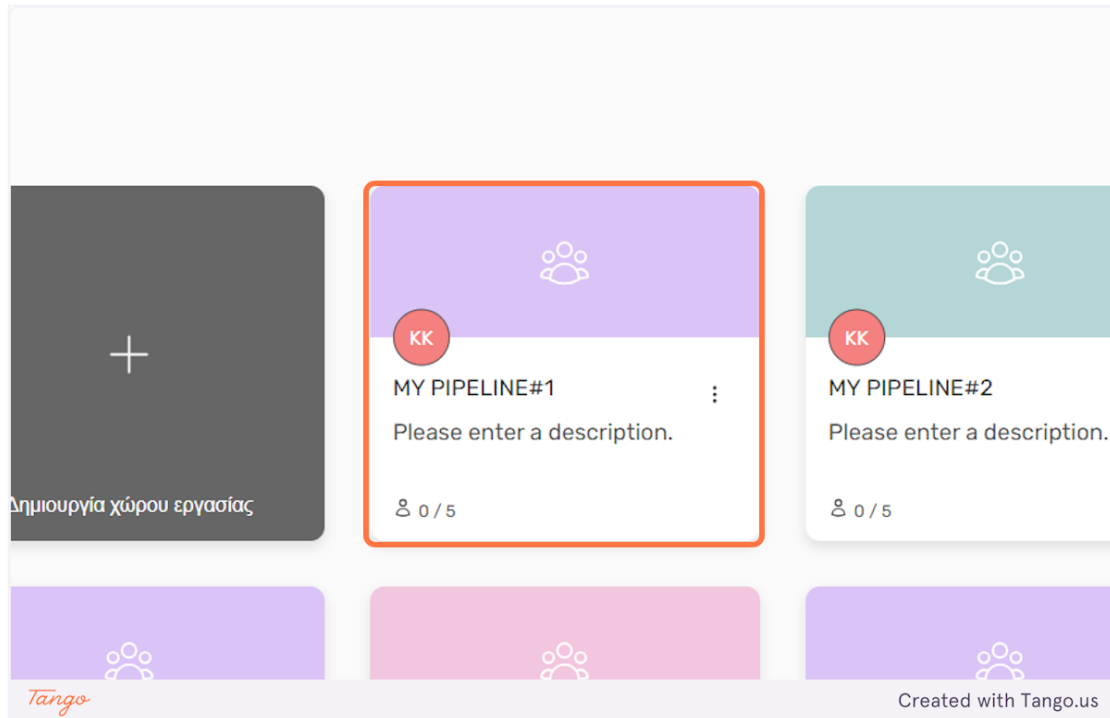 KK
MY PIPELINE#1
Please enter a description.
0 / 5
KK
MY PIPELINE#2
Please enter a description.
0 / 5
Δημιουργία χώρου εργασίας
Tango
Created with Tango.us